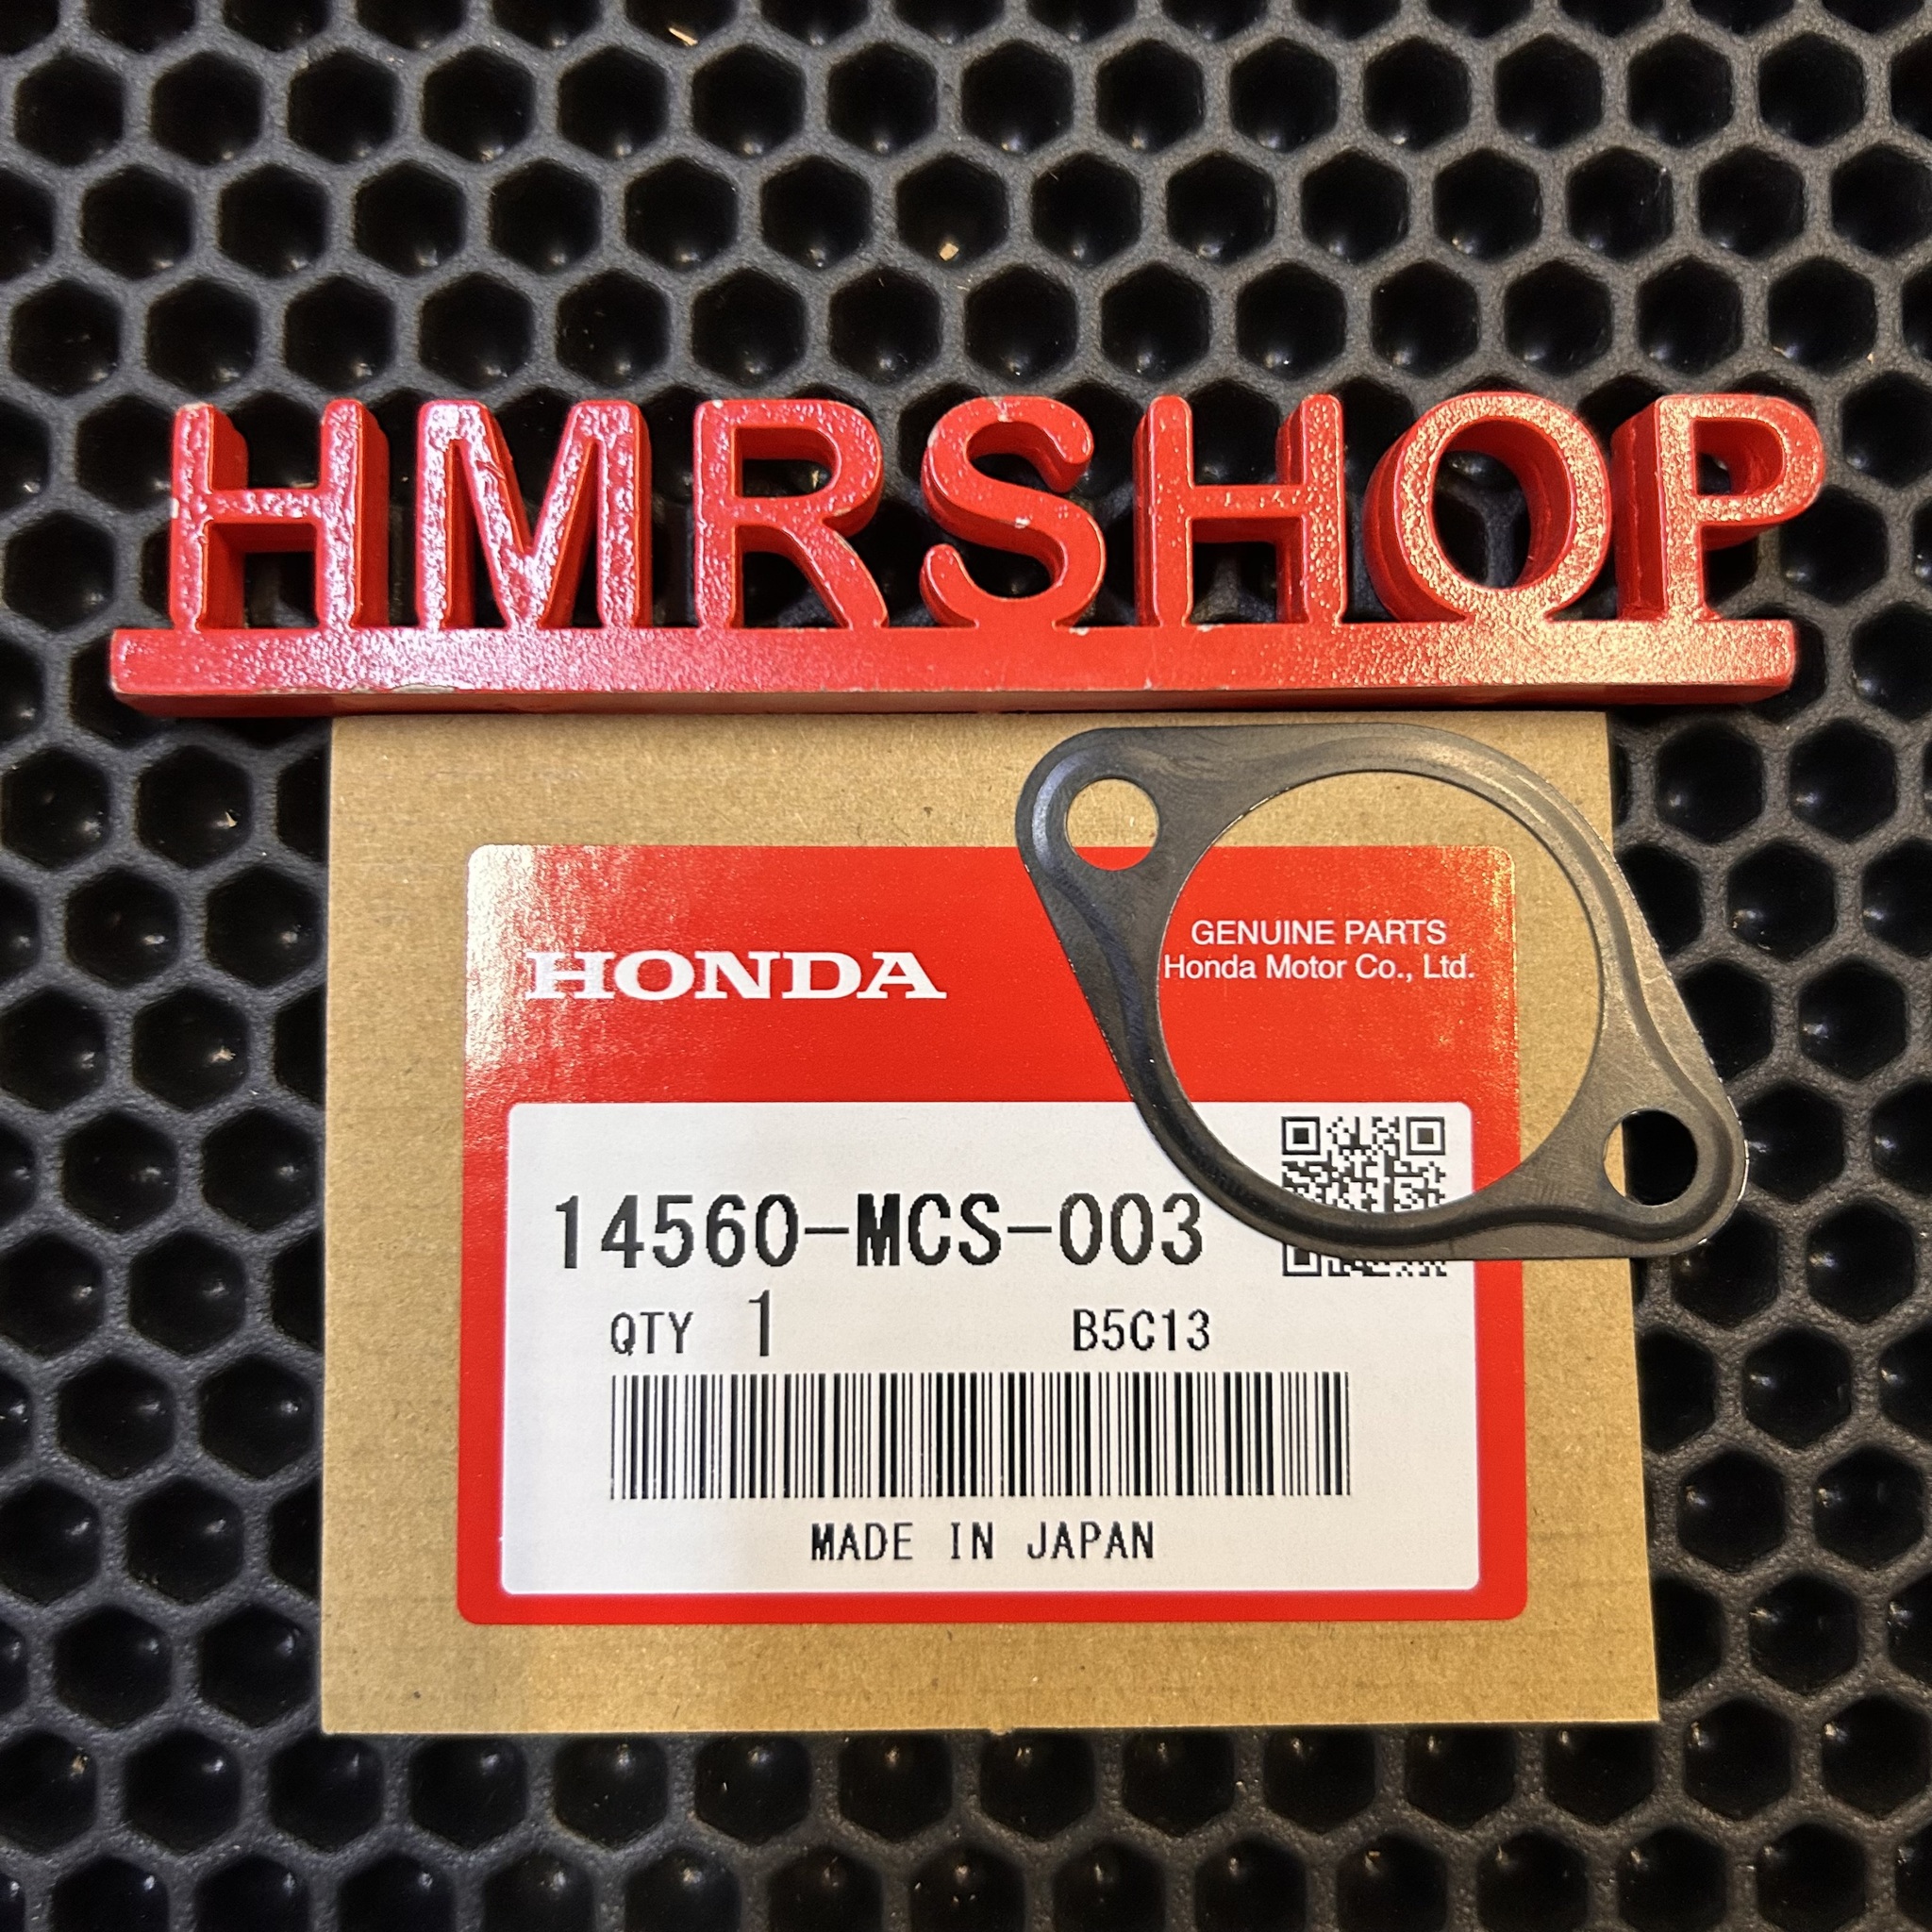 HMRSHOP
HONDA
GENUINE PARTS
Honda Motor Co., Ltd.
14560-MCS-003
QTY 1 B5C13
MADE IN JAPAN